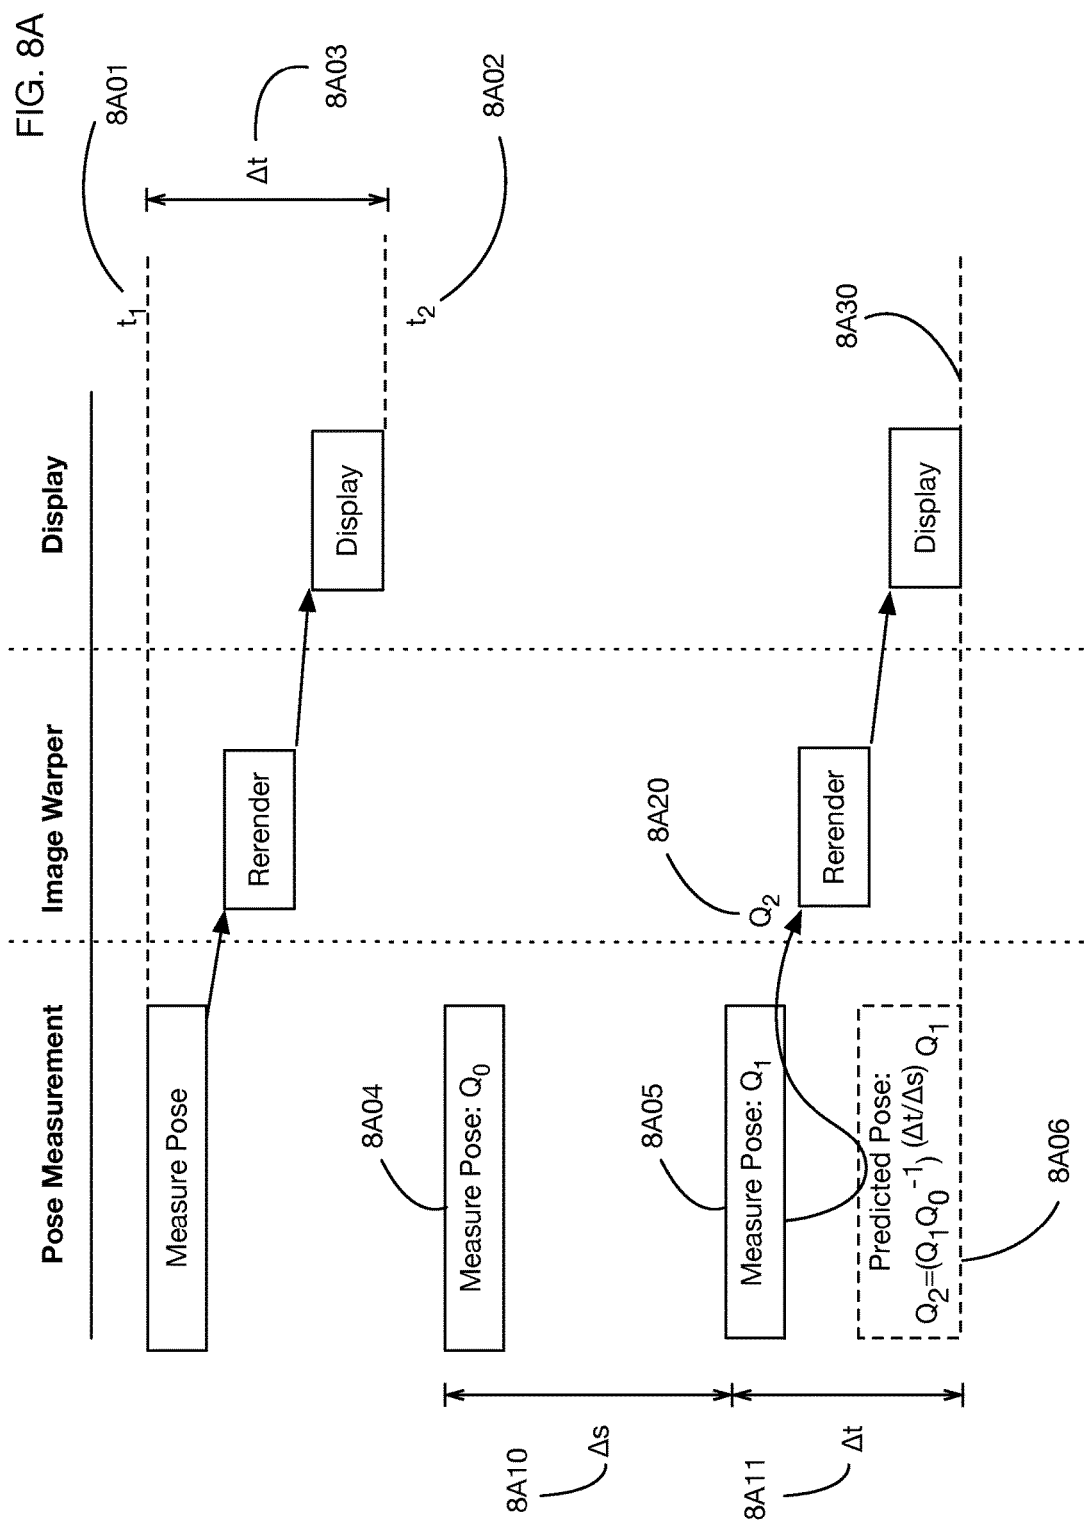 FIG. 8A
Pose Measurement
Image Warper
Display
8A01
t1
8A03
Δt
8A02
t2
Measure Pose
Rerender
Display
8A04
Measure Pose: Q0
8A05
Measure Pose: Q1
8A20
Q2
Rerender
Display
8A30
Predicted Pose:
Q2=(Q1Q0-1) (Δt/Δs) Q1
8A06
8A10
Δs
8A11
Δt